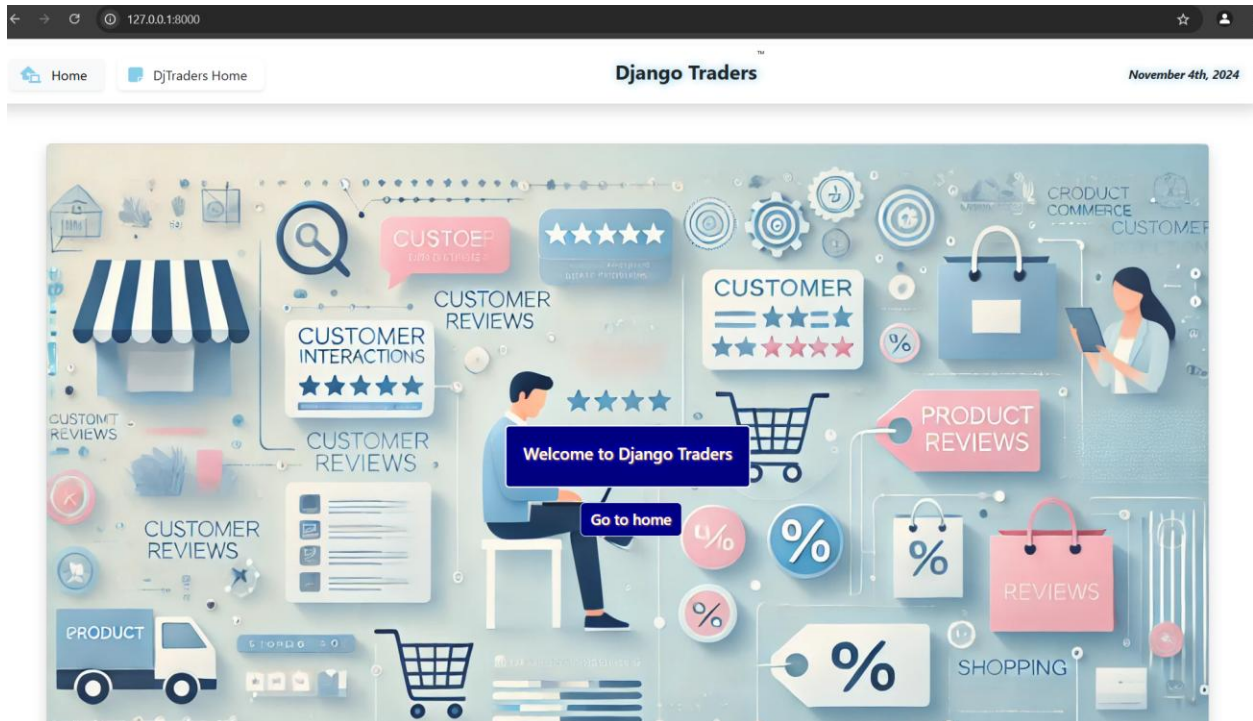 127.0.0.1:8000
Home
DjTraders Home
Django Traders
™
November 4th, 2024
CRODUCT
COMMERCE
CUSTOMER
CUSTOEP
CUSTOMER
REVIEWS
CUSTOMER
CUSTOMER
INTERACTIONS
CUSTOMT
REVIEWS
CUSTOMER
REVIEWS
PRODUCT
REVIEWS
Welcome to Django Traders
Go to home
%
%
%
%
%
%
CUSTOMER
REVIEWS
REVIEWS
PRODUCT
SHOPPING